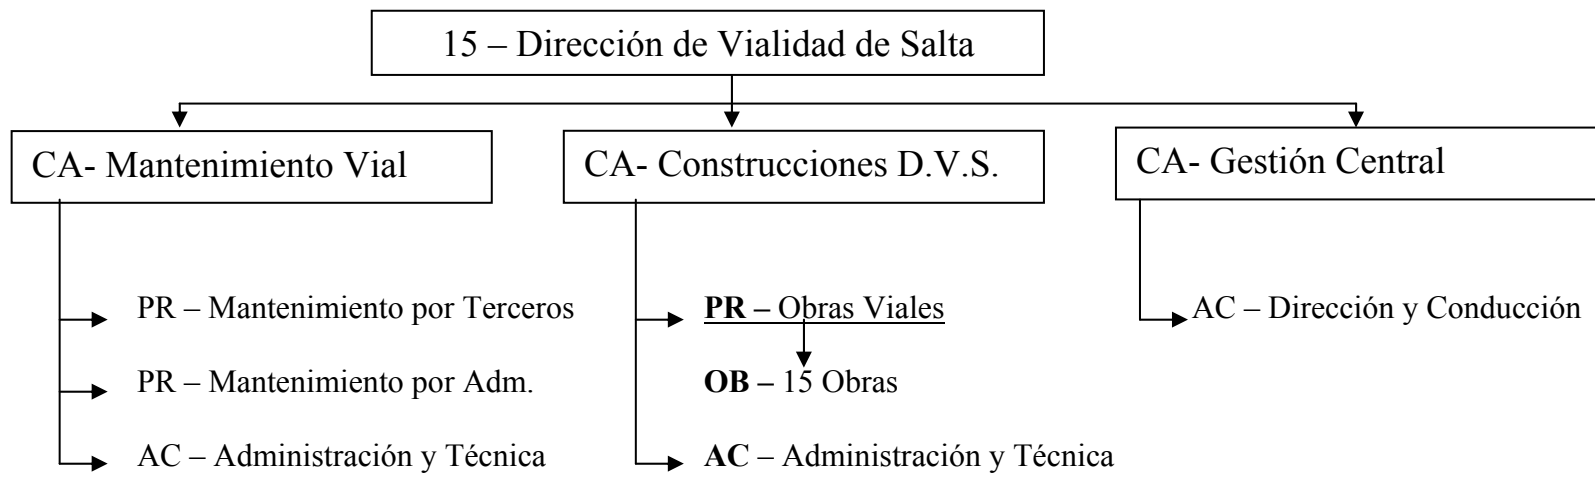 15 – Dirección de Vialidad de Salta
CA- Mantenimiento Vial
CA- Construcciones D.V.S.
CA- Gestión Central
PR – Mantenimiento por Terceros
PR – Obras Viales
AC – Dirección y Conducción
PR – Mantenimiento por Adm.
OB – 15 Obras
AC – Administración y Técnica
AC – Administración y Técnica